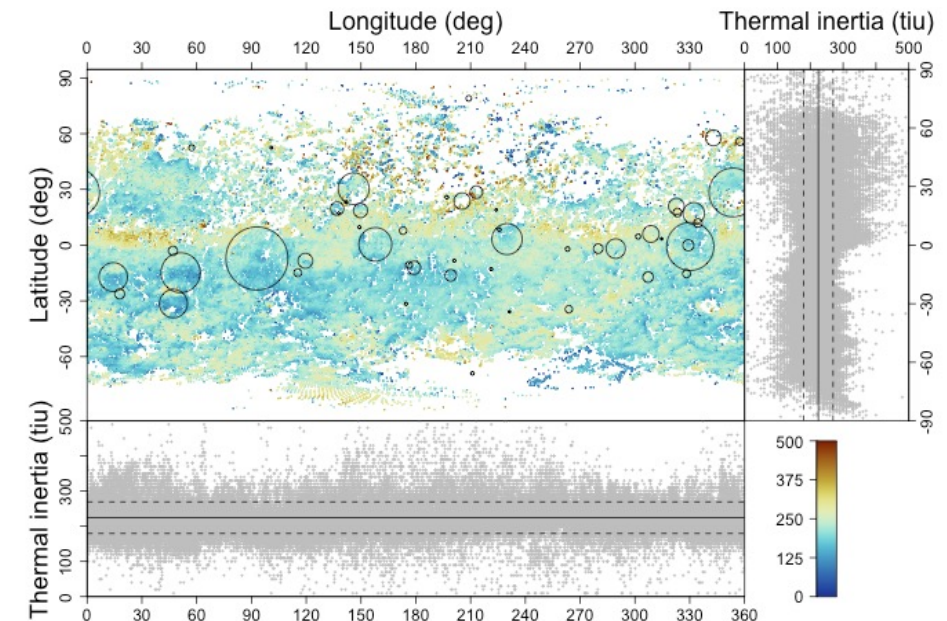 Longitude (deg)
Thermal inertia (tiu)
0 30 60 90 120 150 180 210 240 270 300 330 0 100 300 500
90 60 30 0 -30 -60
Latitude (deg)
90 60 30 0 -30 -60 -90
500 300 100 0
Thermal inertia (tiu)
500
375
250
125
0
0 30 60 90 120 150 180 210 240 270 300 330 360